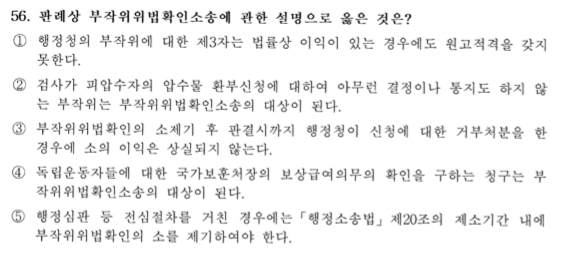 56. 판례상 부작위위법확인소송에 관한 설명으로 옳은 것은?
① 행정청의 부작위에 대한 제3자는 법률상 이익이 있는 경우에도 원고적격을 갖지
못한다.
② 검사가 피압수자의 압수물 환부신청에 대하여 아무런 결정이나 통지도 하지 않
는 부작위는 부작위위법확인소송의 대상이 된다.
③ 부작위위법확인의 소제기 후 판결시까지 행정청이 신청에 대한 거부처분을 한
경우에 소의 이익은 상실되지 않는다.
④ 독립운동자들에 대한 국가보훈처장의 보상급여의무의 확인을 구하는 청구는 부
작위위법확인소송의 대상이 된다.
⑤ 행정심판 등 전심절차를 거친 경우에는「행정소송법」제20조의 제소기간 내에
부작위위법확인의 소를 제기하여야 한다.